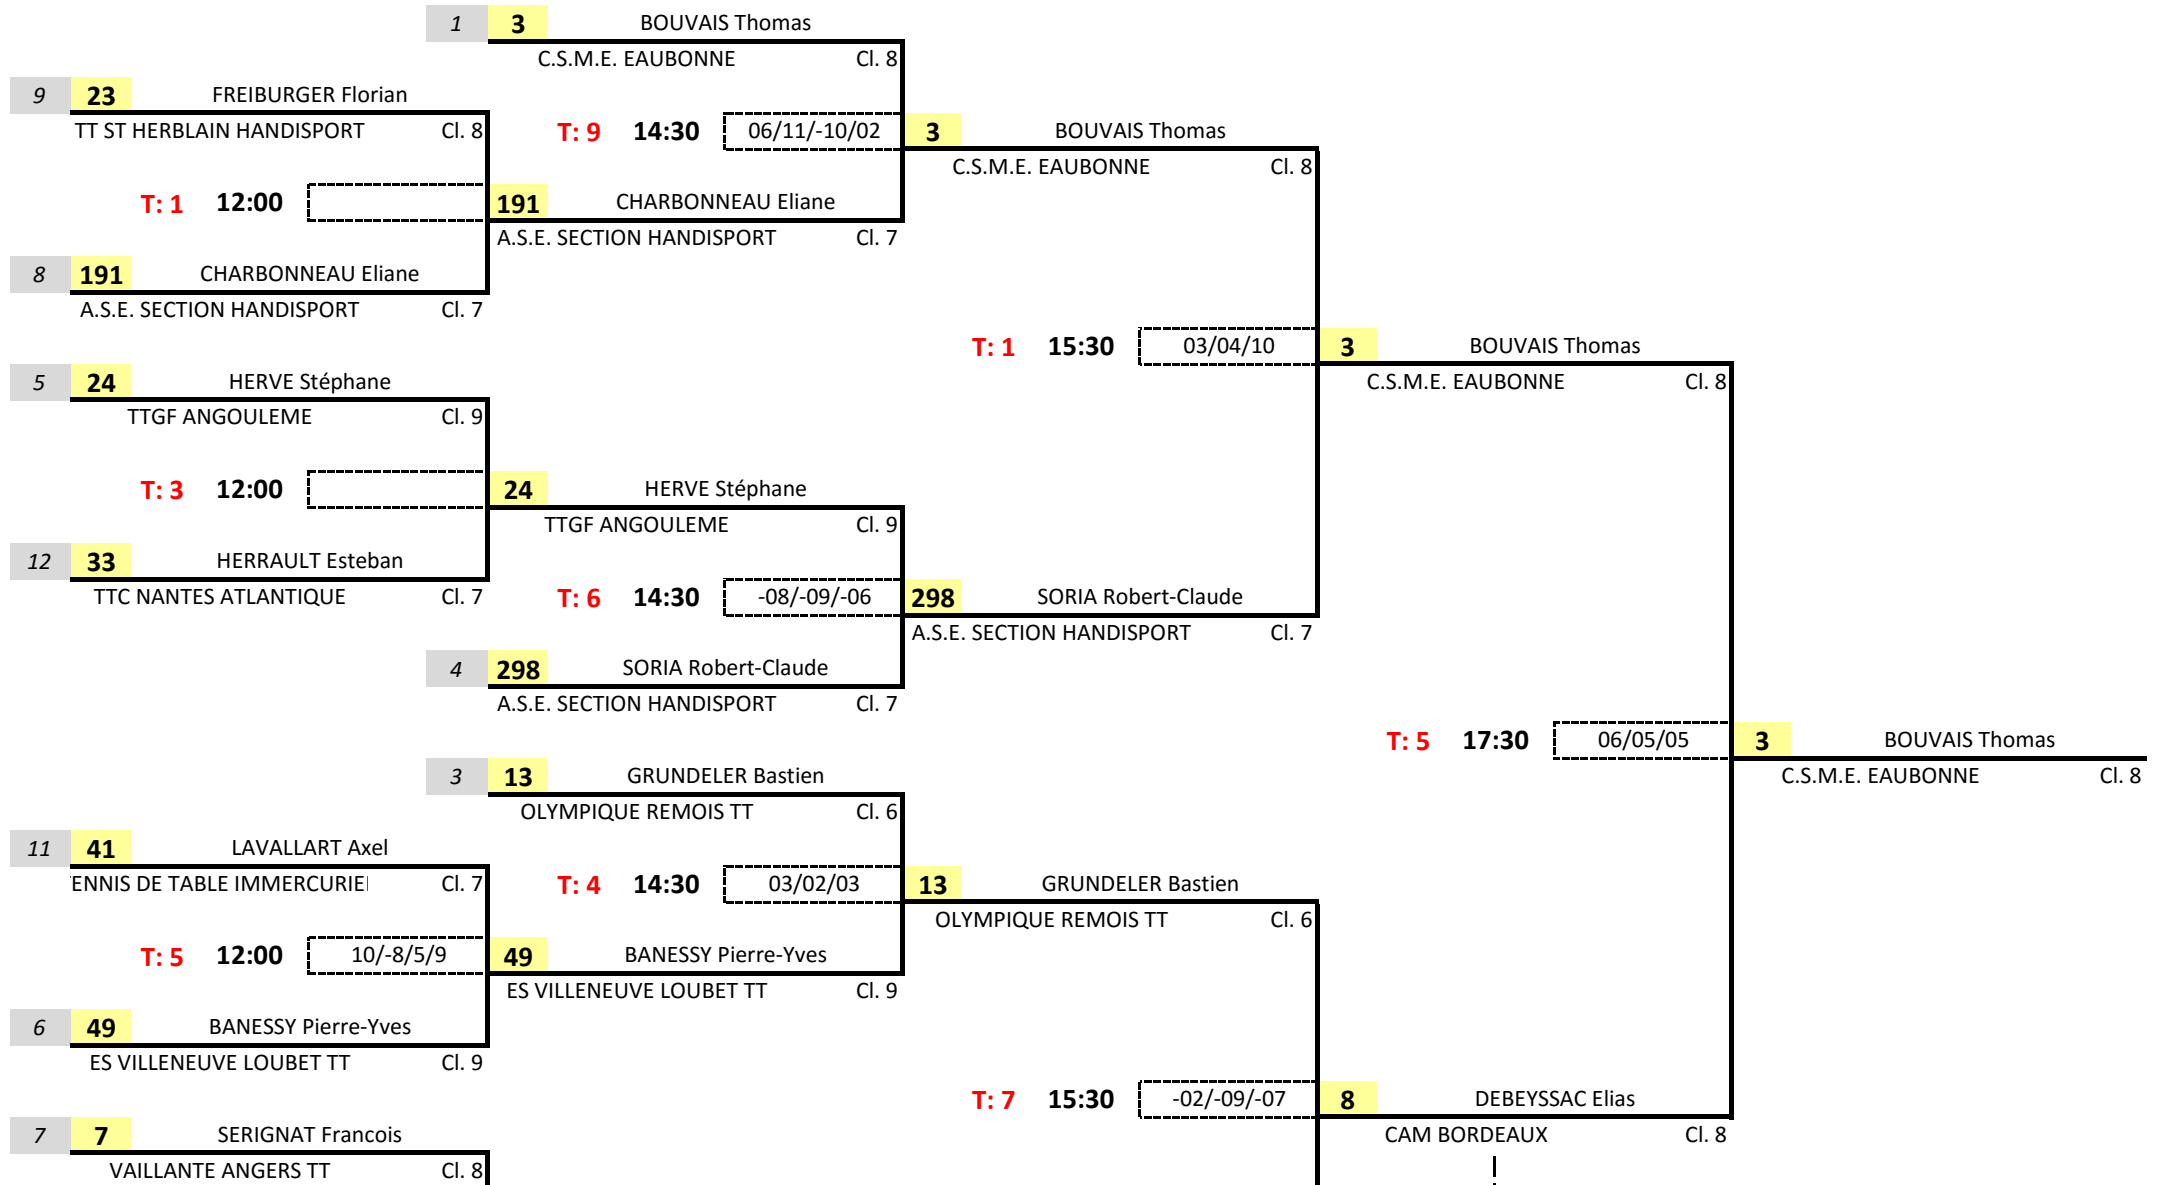 1 3 BOUVAIS Thomas
C.S.M.E. EAUBONNE Cl. 8
9 23 FREIBURGER Florian
TT ST HERBLAIN HANDISPORT Cl. 8
T: 9 14:30 06/11/-10/02 3 BOUVAIS Thomas
C.S.M.E. EAUBONNE Cl. 8
T: 1 12:00 191 CHARBONNEAU Eliane
A.S.E. SECTION HANDISPORT Cl. 7
8 191 CHARBONNEAU Eliane
A.S.E. SECTION HANDISPORT Cl. 7
T: 1 15:30 03/04/10 3 BOUVAIS Thomas
C.S.M.E. EAUBONNE Cl. 8
5 24 HERVE Stéphane
TTGF ANGOULEME Cl. 9
T: 3 12:00 24 HERVE Stéphane
TTGF ANGOULEME Cl. 9
12 33 HERRAULT Esteban
TTC NANTES ATLANTIQUE Cl. 7
T: 6 14:30 -08/-09/-06 298 SORIA Robert-Claude
A.S.E. SECTION HANDISPORT Cl. 7
4 298 SORIA Robert-Claude
A.S.E. SECTION HANDISPORT Cl. 7
T: 5 17:30 06/05/05 3 BOUVAIS Thomas
C.S.M.E. EAUBONNE Cl. 8
3 13 GRUNDELER Bastien
OLYMPIQUE REMOIS TT Cl. 6
11 41 LAVALLART Axel
ENNIS DE TABLE IMMERCURIE Cl. 7
T: 4 14:30 03/02/03 13 GRUNDELER Bastien
OLYMPIQUE REMOIS TT Cl. 6
T: 5 12:00 10/-8/5/9 49 BANESSY Pierre-Yves
ES VILLENEUVE LOUBET TT Cl. 9
6 49 BANESSY Pierre-Yves
ES VILLENEUVE LOUBET TT Cl. 9
T: 7 15:30 -02/-09/-07 8 DEBEYSSAC Elias
CAM BORDEAUX Cl. 8
7 7 SERIGNAT Francois
VAILLANTE ANGERS TT Cl. 8